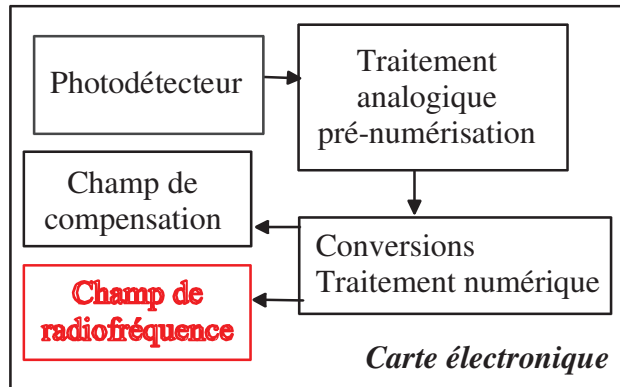 Photodétecteur
Traitement
analogique
pré-numérisation
Champ de
compensation
Conversions
Traitement numérique
Champ de
radiofréquence
Carte électronique